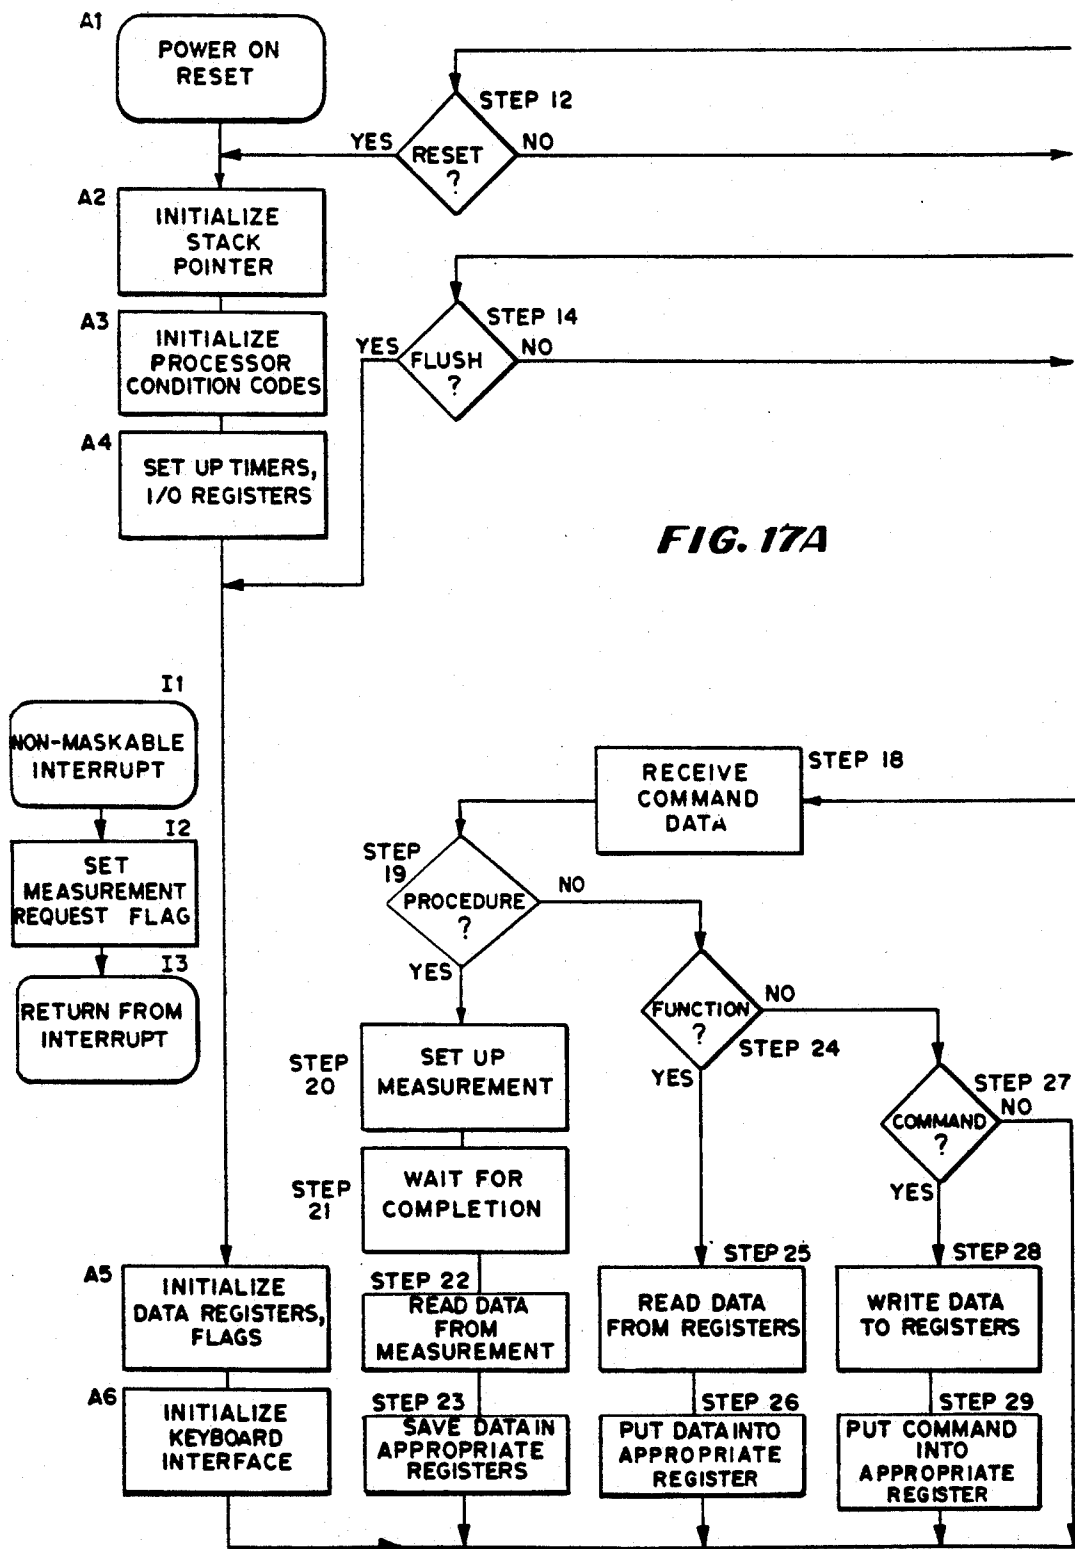 A1
POWER ON
RESET
STEP 12
YES
RESET
?
NO
A2
INITIALIZE
STACK
POINTER
A3
INITIALIZE
PROCESSOR
CONDITION CODES
STEP 14
YES
FLUSH
?
NO
A4
SET UP TIMERS,
I/O REGISTERS
FIG. 17A
I1
NON-MASKABLE
INTERRUPT
I2
SET
MEASUREMENT
REQUEST FLAG
I3
RETURN FROM
INTERRUPT
RECEIVE
COMMAND
DATA
STEP 18
STEP
19
PROCEDURE
?
NO
YES
FUNCTION
?
NO
STEP 24
YES
STEP 27
COMMAND
?
NO
YES
STEP
20
SET UP
MEASUREMENT
STEP
21
WAIT FOR
COMPLETION
A5
INITIALIZE
DATA REGISTERS,
FLAGS
STEP 22
READ DATA
FROM
MEASUREMENT
STEP 25
READ DATA
FROM REGISTERS
STEP 28
WRITE DATA
TO REGISTERS
A6
INITIALIZE
KEYBOARD
INTERFACE
STEP 23
SAVE DATA IN
APPROPRIATE
REGISTERS
STEP 26
PUT DATA INTO
APPROPRIATE
REGISTER
STEP 29
PUT COMMAND
INTO
APPROPRIATE
REGISTER